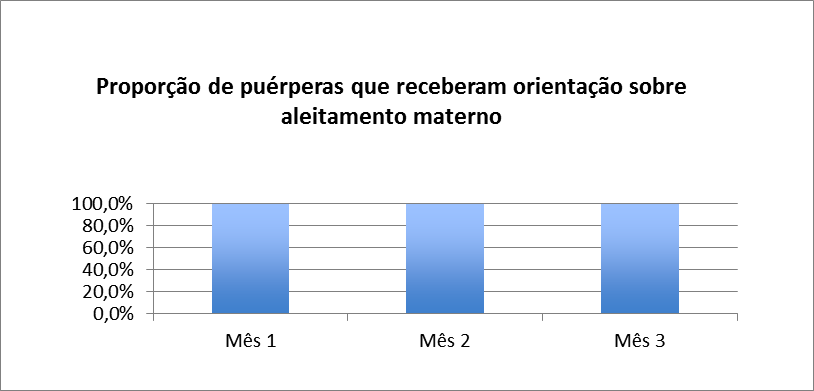 Proporção de puérperas que receberam orientação sobre
aleitamento materno
100,0%
80,0%
60,0%
40,0%
20,0%
0,0%
Mês 1 Mês 2 Mês 3